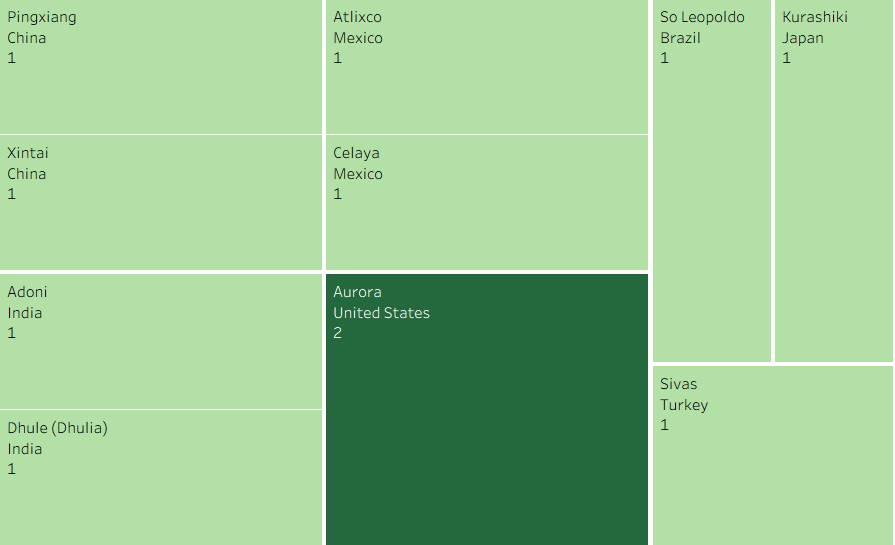 Pingxiang
China
1
Xintai
China
1
Adoni
India
1
Dhule (Dhulia)
India
1
Atlixco
Mexico
1
Celaya
Mexico
1
Aurora
United States
2
So Leopoldo
Brazil
1
Kurashiki
Japan
1
Sivas
Turkey
1